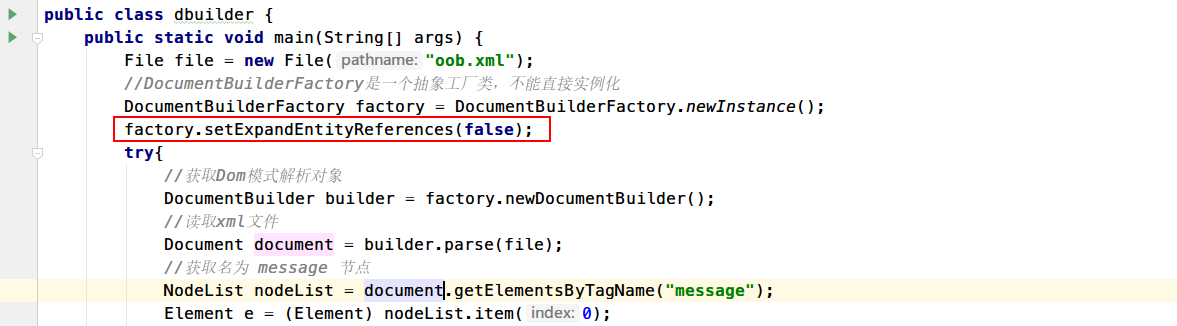 public class dbuilder {
public static void main(String[] args) {
File file = new File( pathname: "oob.xml");
//DocumentBuilderFactory是一个抽象工厂类，不能直接实例化
DocumentBuilderFactory factory = DocumentBuilderFactory.newInstance();
factory.setExpandEntityReferences(false);
try{
//获取Dom模式解析对象
DocumentBuilder builder = factory.newDocumentBuilder();
//读取xml文件
Document document = builder.parse(file);
//获取名为 message 节点
NodeList nodeList = document.getElementsByTagName("message");
Element e = (Element) nodeList.item( index: 0);